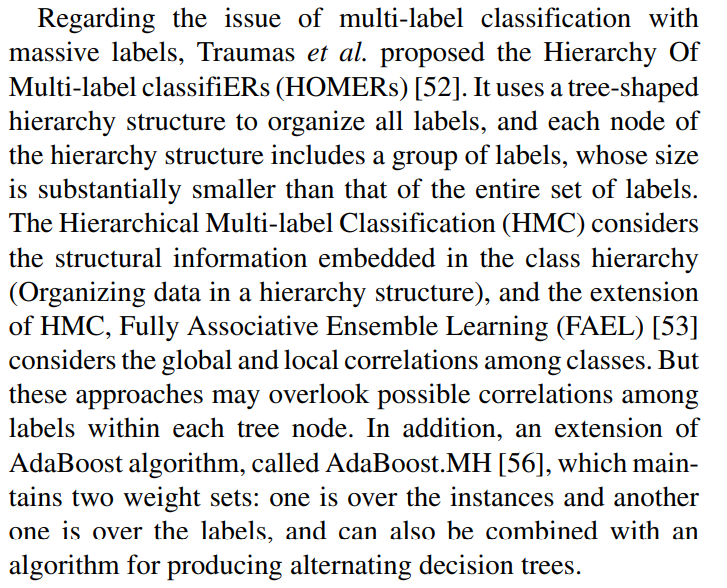 Regarding the issue of multi-label classification with
massive labels, Traumas et al. proposed the Hierarchy Of
Multi-label classifiERs (HOMERs) [52]. It uses a tree-shaped
hierarchy structure to organize all labels, and each node of
the hierarchy structure includes a group of labels, whose size
is substantially smaller than that of the entire set of labels.
The Hierarchical Multi-label Classification (HMC) considers
the structural information embedded in the class hierarchy
(Organizing data in a hierarchy structure), and the extension
of HMC, Fully Associative Ensemble Learning (FAEL) [53]
considers the global and local correlations among classes. But
these approaches may overlook possible correlations among
labels within each tree node. In addition, an extension of
AdaBoost algorithm, called AdaBoost.MH [56], which main-
tains two weight sets: one is over the instances and another
one is over the labels, and can also be combined with an
algorithm for producing alternating decision trees.